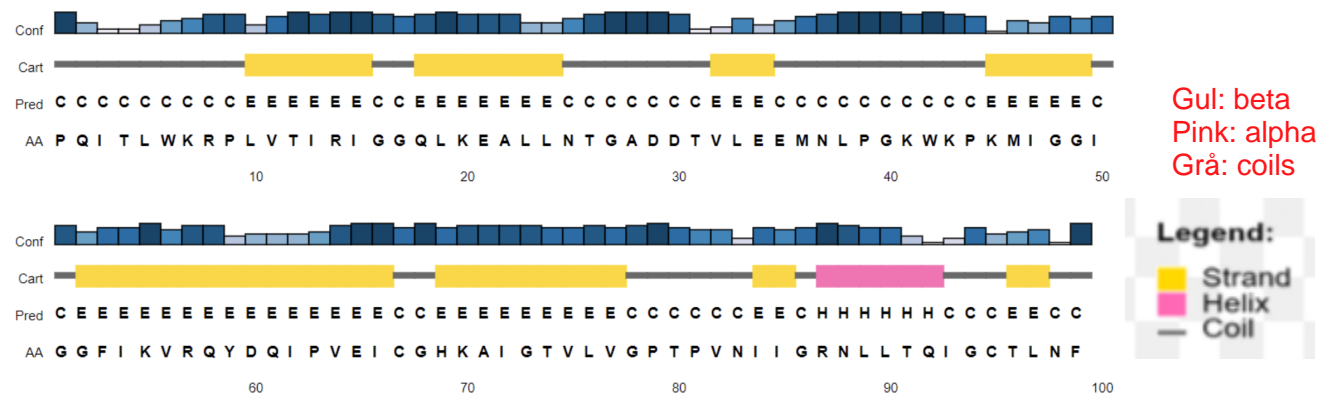 Conf
Cart
Pred C C C C C C C C C E E E E E E C C E E E E E E E C C C C C C C E E E C C C C C C C C C C E E E E E C
AA P Q I T L W K R P L V T I R I G G Q L K E A L L N T G A D D T V L E E M N L P G K W K P K M I G G I
10 20 30 40 50
Gul: beta
Pink: alpha
Grå: coils
Conf
Cart
Pred C E E E E E E E E E E E E E E E C C E E E E E E E E E C C C C C C E E C H H H H H H C C C E E C C
AA G G F I K V R Q Y D Q I P V E I C G H K A I G T V L V G P T P V N I I G R N L L T Q I G C T L N F
60 70 80 90 100
Legend:
Strand
Helix
Coil